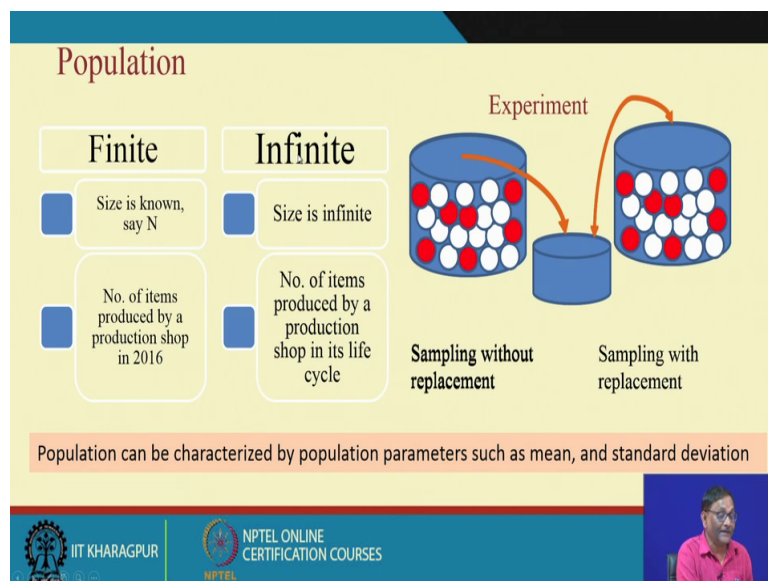 Population
Finite
Size is known,
say N
No. of items
produced by a
production shop
in 2016
Infinite
Size is infinite
No. of items
produced by a
production
shop in its life
cycle
Experiment
Sampling without
replacement
Sampling with
replacement
Population can be characterized by population parameters such as mean, and standard deviation
IIT KHARAGPUR
NPTEL
NPTEL ONLINE
CERTIFICATION COURSES